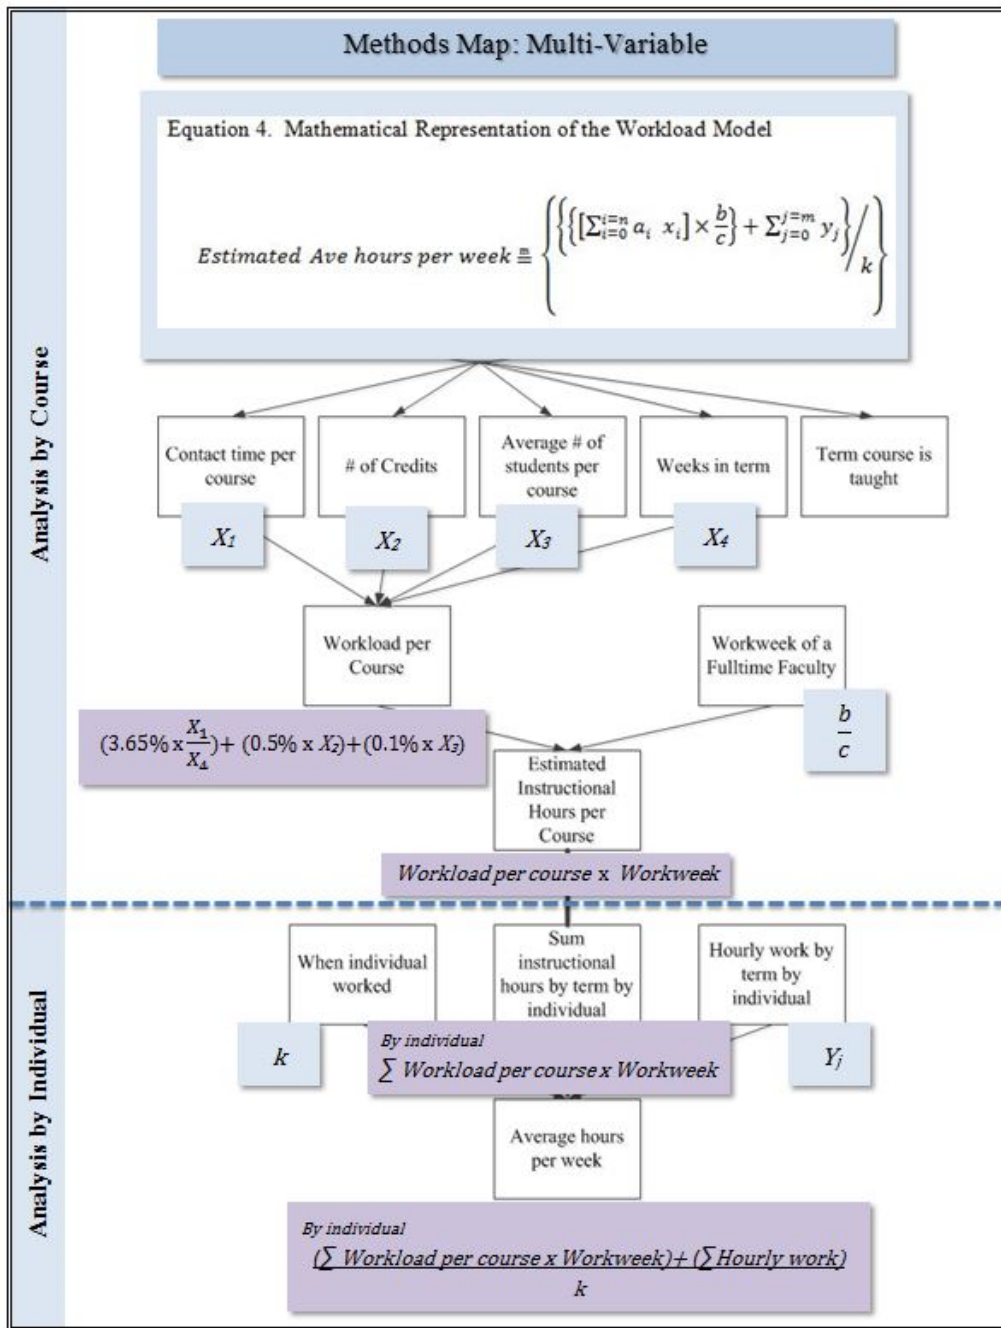 Methods Map: Multi-Variable
Equation 4. Mathematical Representation of the Workload Model
Estimated Ave hours per week ≞ {{{[∑_{i=0}^{i=n} a_i x_i] × b/c} + ∑_{j=0}^{j=m} y_j}/k}
Analysis by Course
Contact time per
course
# of Credits
Average # of
students per
course
Weeks in term
Term course is
taught
X₁
X₂
X₃
X₄
Workload per
Course
Workweek of a
Fulltime Faculty
(3.65% x X₁/X₄)+ (0.5% x X₂)+(0.1% x X₃)
b
c
Estimated
Instructional
Hours per
Course
Workload per course x Workweek
Analysis by Individual
When individual
worked
Sum
instructional
hours by term by
individual
Hourly work by
term by
individual
k
By individual
∑ Workload per course x Workweek
Yⱼ
Average hours
per week
By individual
(∑ Workload per course x Workweek)+ (∑Hourly work)
k